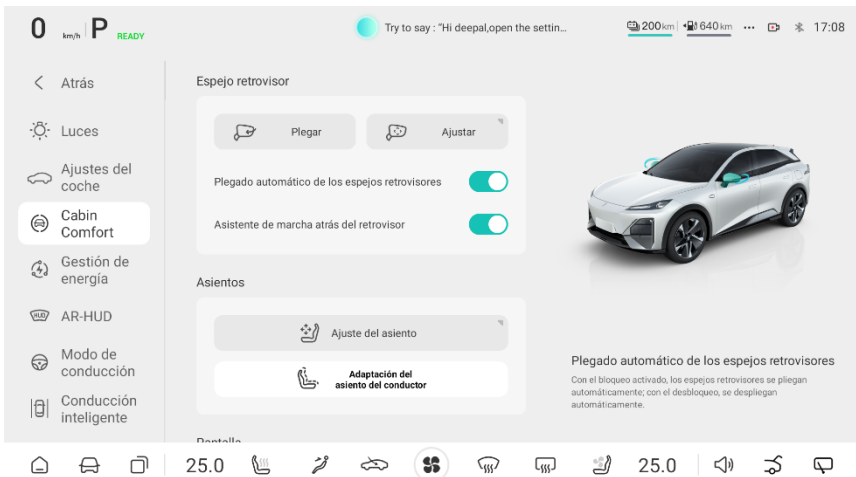 0 km/h P READY
Try to say : "Hi deepal,open the settin...
200km 640km 17:08
Atrás
Luces
Ajustes del
coche
Cabin
Comfort
Gestión de
energía
HUD AR-HUD
Modo de
conducción
Conducción
inteligente
Espejo retrovisor
Plegar Ajustar
Plegado automático de los espejos retrovisores
Asistente de marcha atrás del retrovisor
Asientos
Ajuste del asiento
Adaptación del
asiento del conductor
Pantalla
Plegado automático de los espejos retrovisores
Con el bloqueo activado, los espejos retrovisores se pliegan
automáticamente; con el desbloqueo, se despliegan
automáticamente.
25.0 25.0